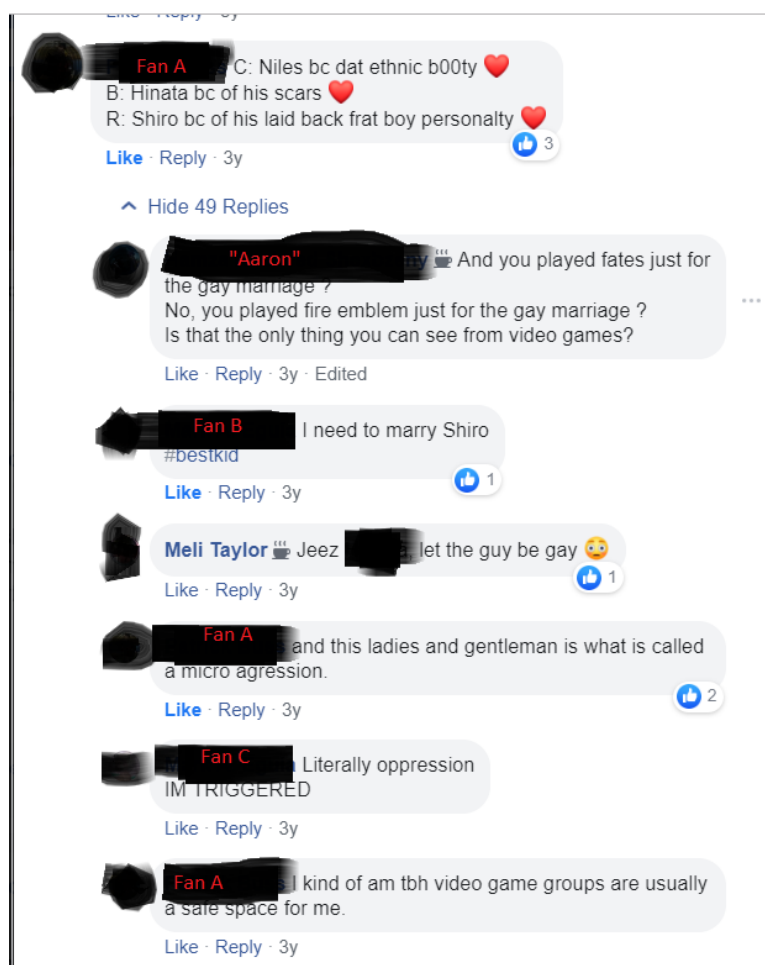 Fan A C: Niles bc dat ethnic b00ty ❤️
B: Hinata bc of his scars ❤️
R: Shiro bc of his laid back frat boy personalty ❤️
3
Like · Reply · 3y
Hide 49 Replies
"Aaron" And you played fates just for
the gay marriage ?
No, you played fire emblem just for the gay marriage ?
Is that the only thing you can see from video games?
Like · Reply · 3y · Edited
Fan B I need to marry Shiro
#bestkid
1
Like · Reply · 3y
Meli Taylor Jeez let the guy be gay 😳
1
Like · Reply · 3y
Fan A and this ladies and gentleman is what is called
a micro agression.
2
Like · Reply · 3y
Fan C Literally oppression
IM TRIGGERED
Like · Reply · 3y
Fan A I kind of am tbh video game groups are usually
a safe space for me.
Like · Reply · 3y